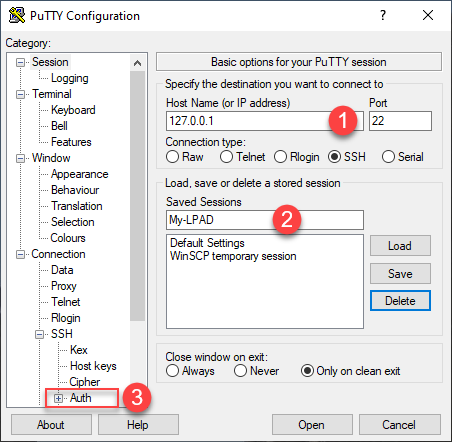 PuTTY Configuration
?
Category:
Session
Logging
Terminal
Keyboard
Bell
Features
Window
Appearance
Behaviour
Translation
Selection
Colours
Connection
Data
Proxy
Telnet
Rlogin
SSH
Kex
Host keys
Cipher
Auth
3
Basic options for your PuTTY session
Specify the destination you want to connect to
Host Name (or IP address) Port
127.0.0.1 1 22
Connection type:
Raw Telnet Rlogin SSH Serial
Load, save or delete a stored session
Saved Sessions
My-LPAD 2
Default Settings
WinSCP temporary session
Load
Save
Delete
Close window on exit:
Always Never Only on clean exit
About Help Open Cancel